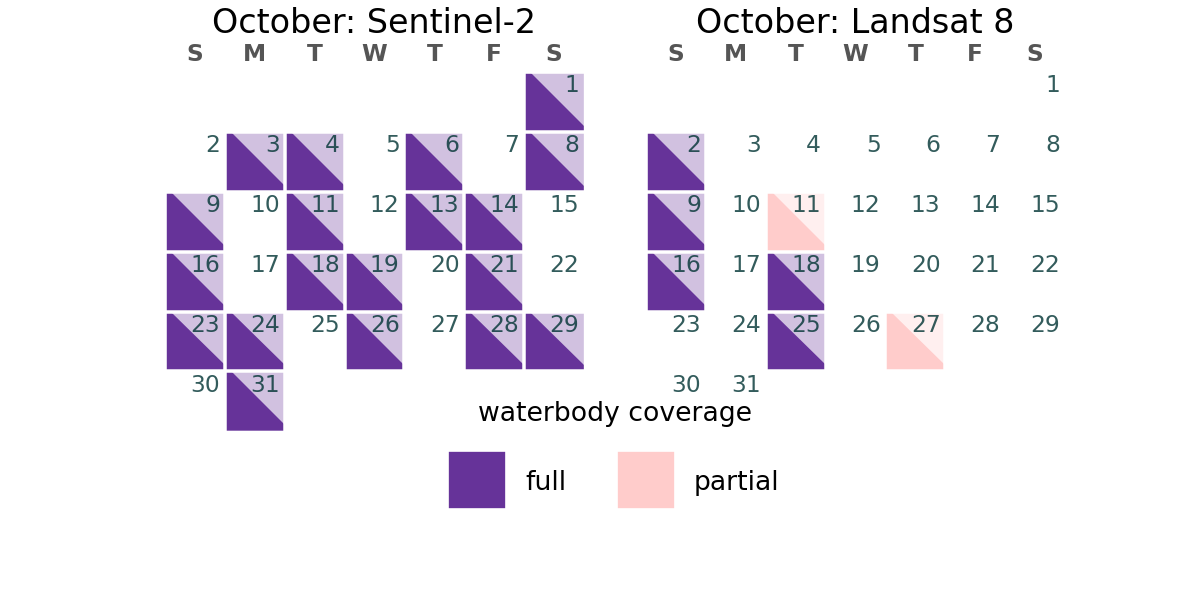 October: Sentinel-2
S M T W T F S
1
2 3 4 5 6 7 8
9 10 11 12 13 14 15
16 17 18 19 20 21 22
23 24 25 26 27 28 29
30 31
October: Landsat 8
S M T W T F S
1
2 3 4 5 6 7 8
9 10 11 12 13 14 15
16 17 18 19 20 21 22
23 24 25 26 27 28 29
30 31
waterbody coverage
full partial